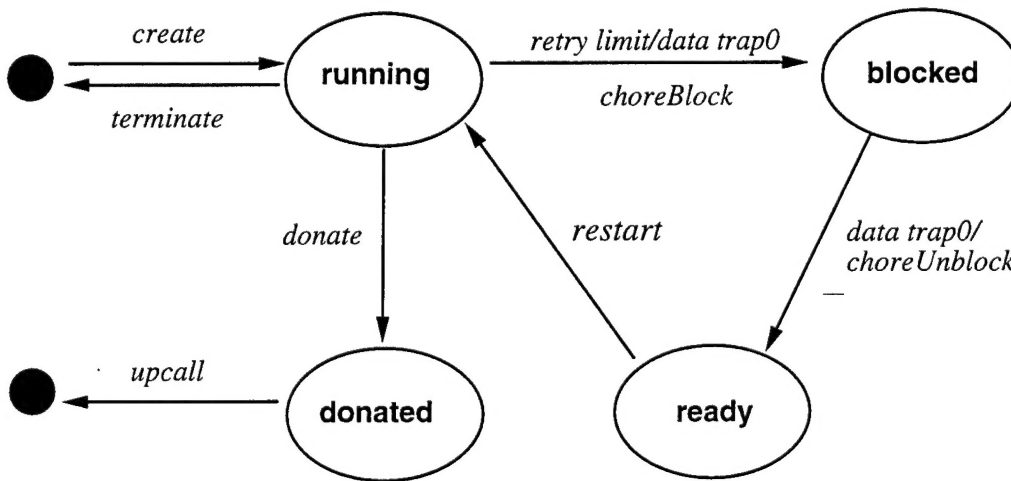 create
running
retry limit/data trap0
blocked
choreBlock
terminate
donate
restart
data trap0/
choreUnblock
upcall
donated
ready